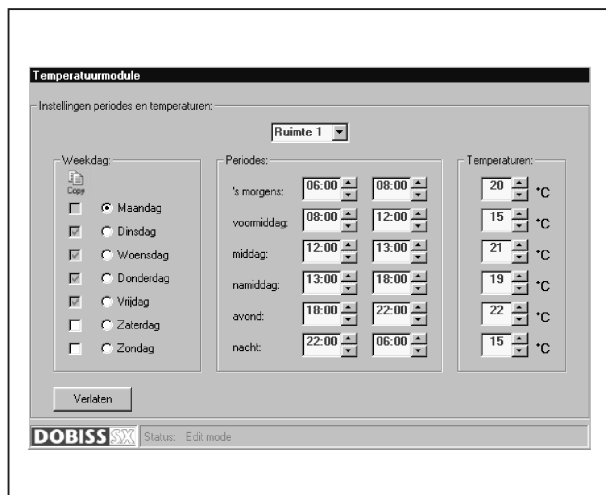 Temperatuurmodule
Instellingen periodes en temperaturen:
Ruimte 1
Weekdag:
Copy
Maandag
Dinsdag
Woensdag
Donderdag
Vrijdag
Zaterdag
Zondag
Periodes:
's morgens: 06:00 08:00
voormiddag: 08:00 12:00
middag: 12:00 13:00
namiddag: 13:00 18:00
avond: 18:00 22:00
nacht: 22:00 06:00
Temperaturen:
20 °C
15 °C
21 °C
19 °C
22 °C
15 °C
Verlaten
DOBISS SX Status: Edit mode